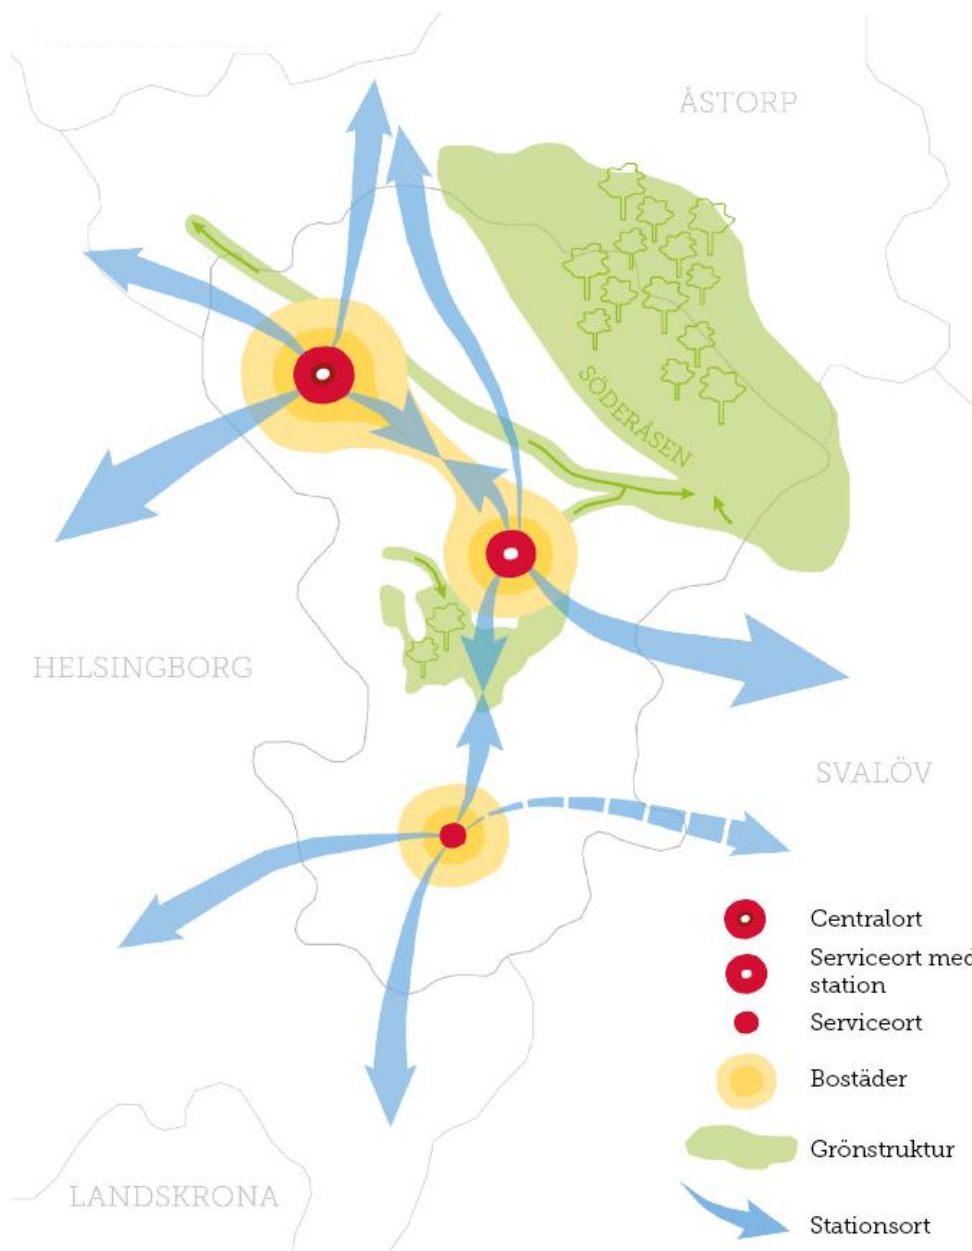 ÅSTORP
SÖDERÅSEN
HELSINGBORG
SVALÖV
Centralort
Serviceort med
station
Serviceort
Bostäder
Grönstruktur
LANDSKRONA
Stationsort